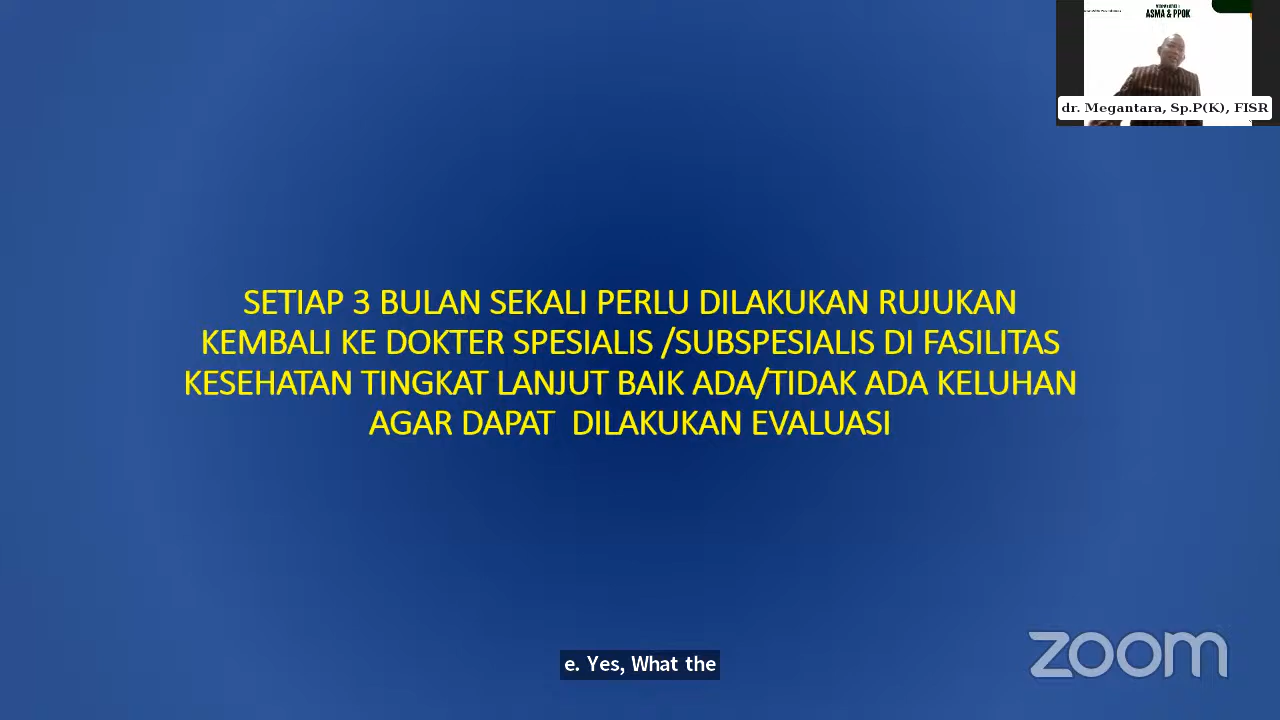 ASMA & PPOK
dr. Megantara, Sp.P(K), FISR
SETIAP 3 BULAN SEKALI PERLU DILAKUKAN RUJUKAN
KEMBALI KE DOKTER SPESIALIS /SUBSPESIALIS DI FASILITAS
KESEHATAN TINGKAT LANJUT BAIK ADA/TIDAK ADA KELUHAN
AGAR DAPAT DILAKUKAN EVALUASI
zoom
e. Yes, What the